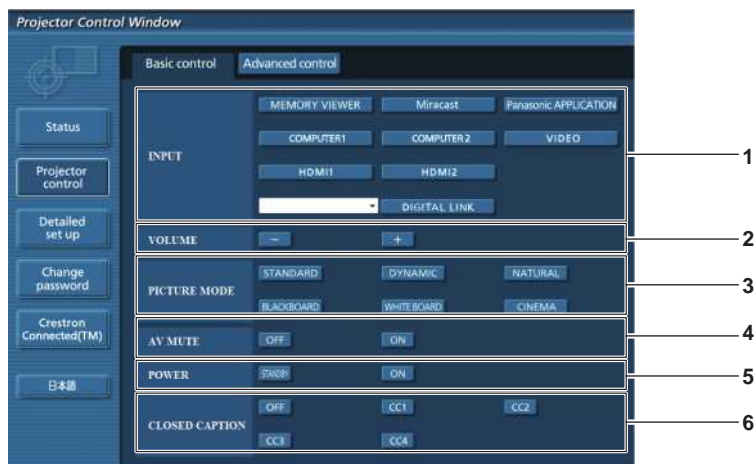 Projector Control Window
Basic control Advanced control
Status
Projector control
Detailed set up
Change password
Crestron Connected(TM)
日本語
INPUT
MEMORY VIEWER Miracast Panasonic APPLICATION
COMPUTER1 COMPUTER2 VIDEO
HDMI1 HDMI2
DIGITAL LINK
1
VOLUME - +
2
PICTURE MODE
STANDARD DYNAMIC NATURAL
BLACKBOARD WHITE BOARD CINEMA
3
AV MUTE OFF ON
4
POWER STANDBY ON
5
CLOSED CAPTION
OFF CC1 CC2
CC3 CC4
6